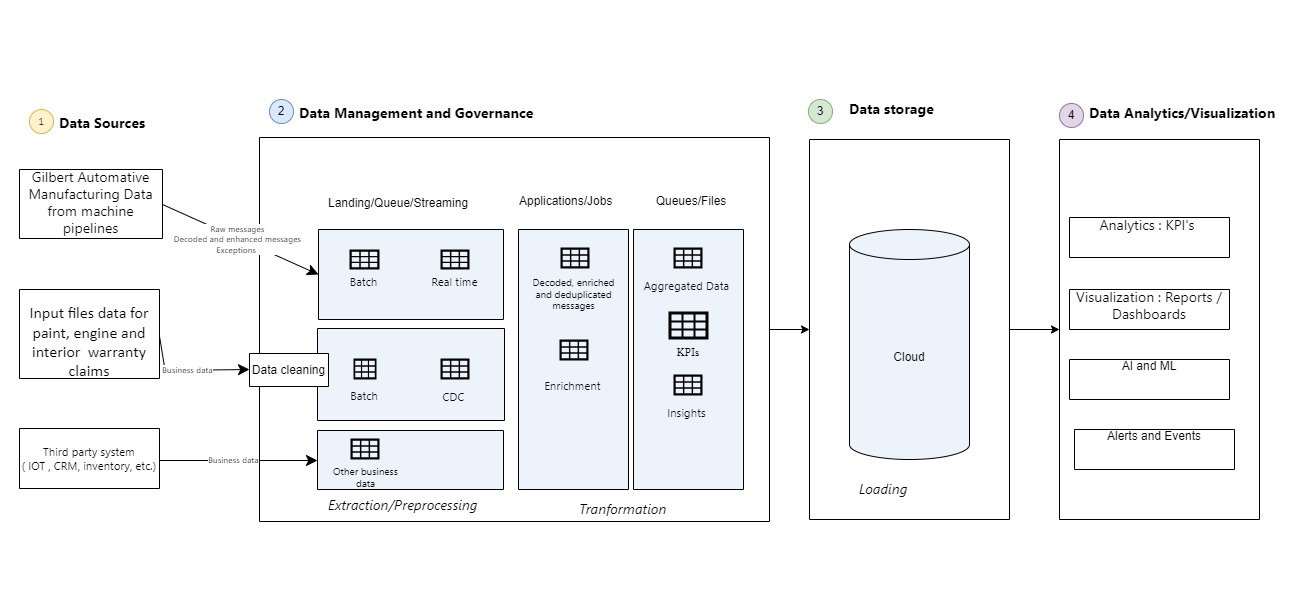 1
Data Sources
2
Data Management and Governance
3
Data storage
4
Data Analytics/Visualization
Gilbert Automative
Manufacturing Data
from machine
pipelines
Raw messages
Decoded and enhanced messages
Exceptions
Input files data for
paint, engine and
interior warranty
claims
Business data
Data cleaning
Third party system
( IOT , CRM, inventory, etc.)
Business data
Landing/Queue/Streaming
Batch
Real time
Batch
CDC
Other business
data
Extraction/Preprocessing
Applications/Jobs
Decoded, enriched
and deduplicated
messages
Enrichment
Queues/Files
Aggregated Data
KPIs
Insights
Tranformation
Cloud
Loading
Analytics : KPI's
Visualization : Reports /
Dashboards
AI and ML
Alerts and Events